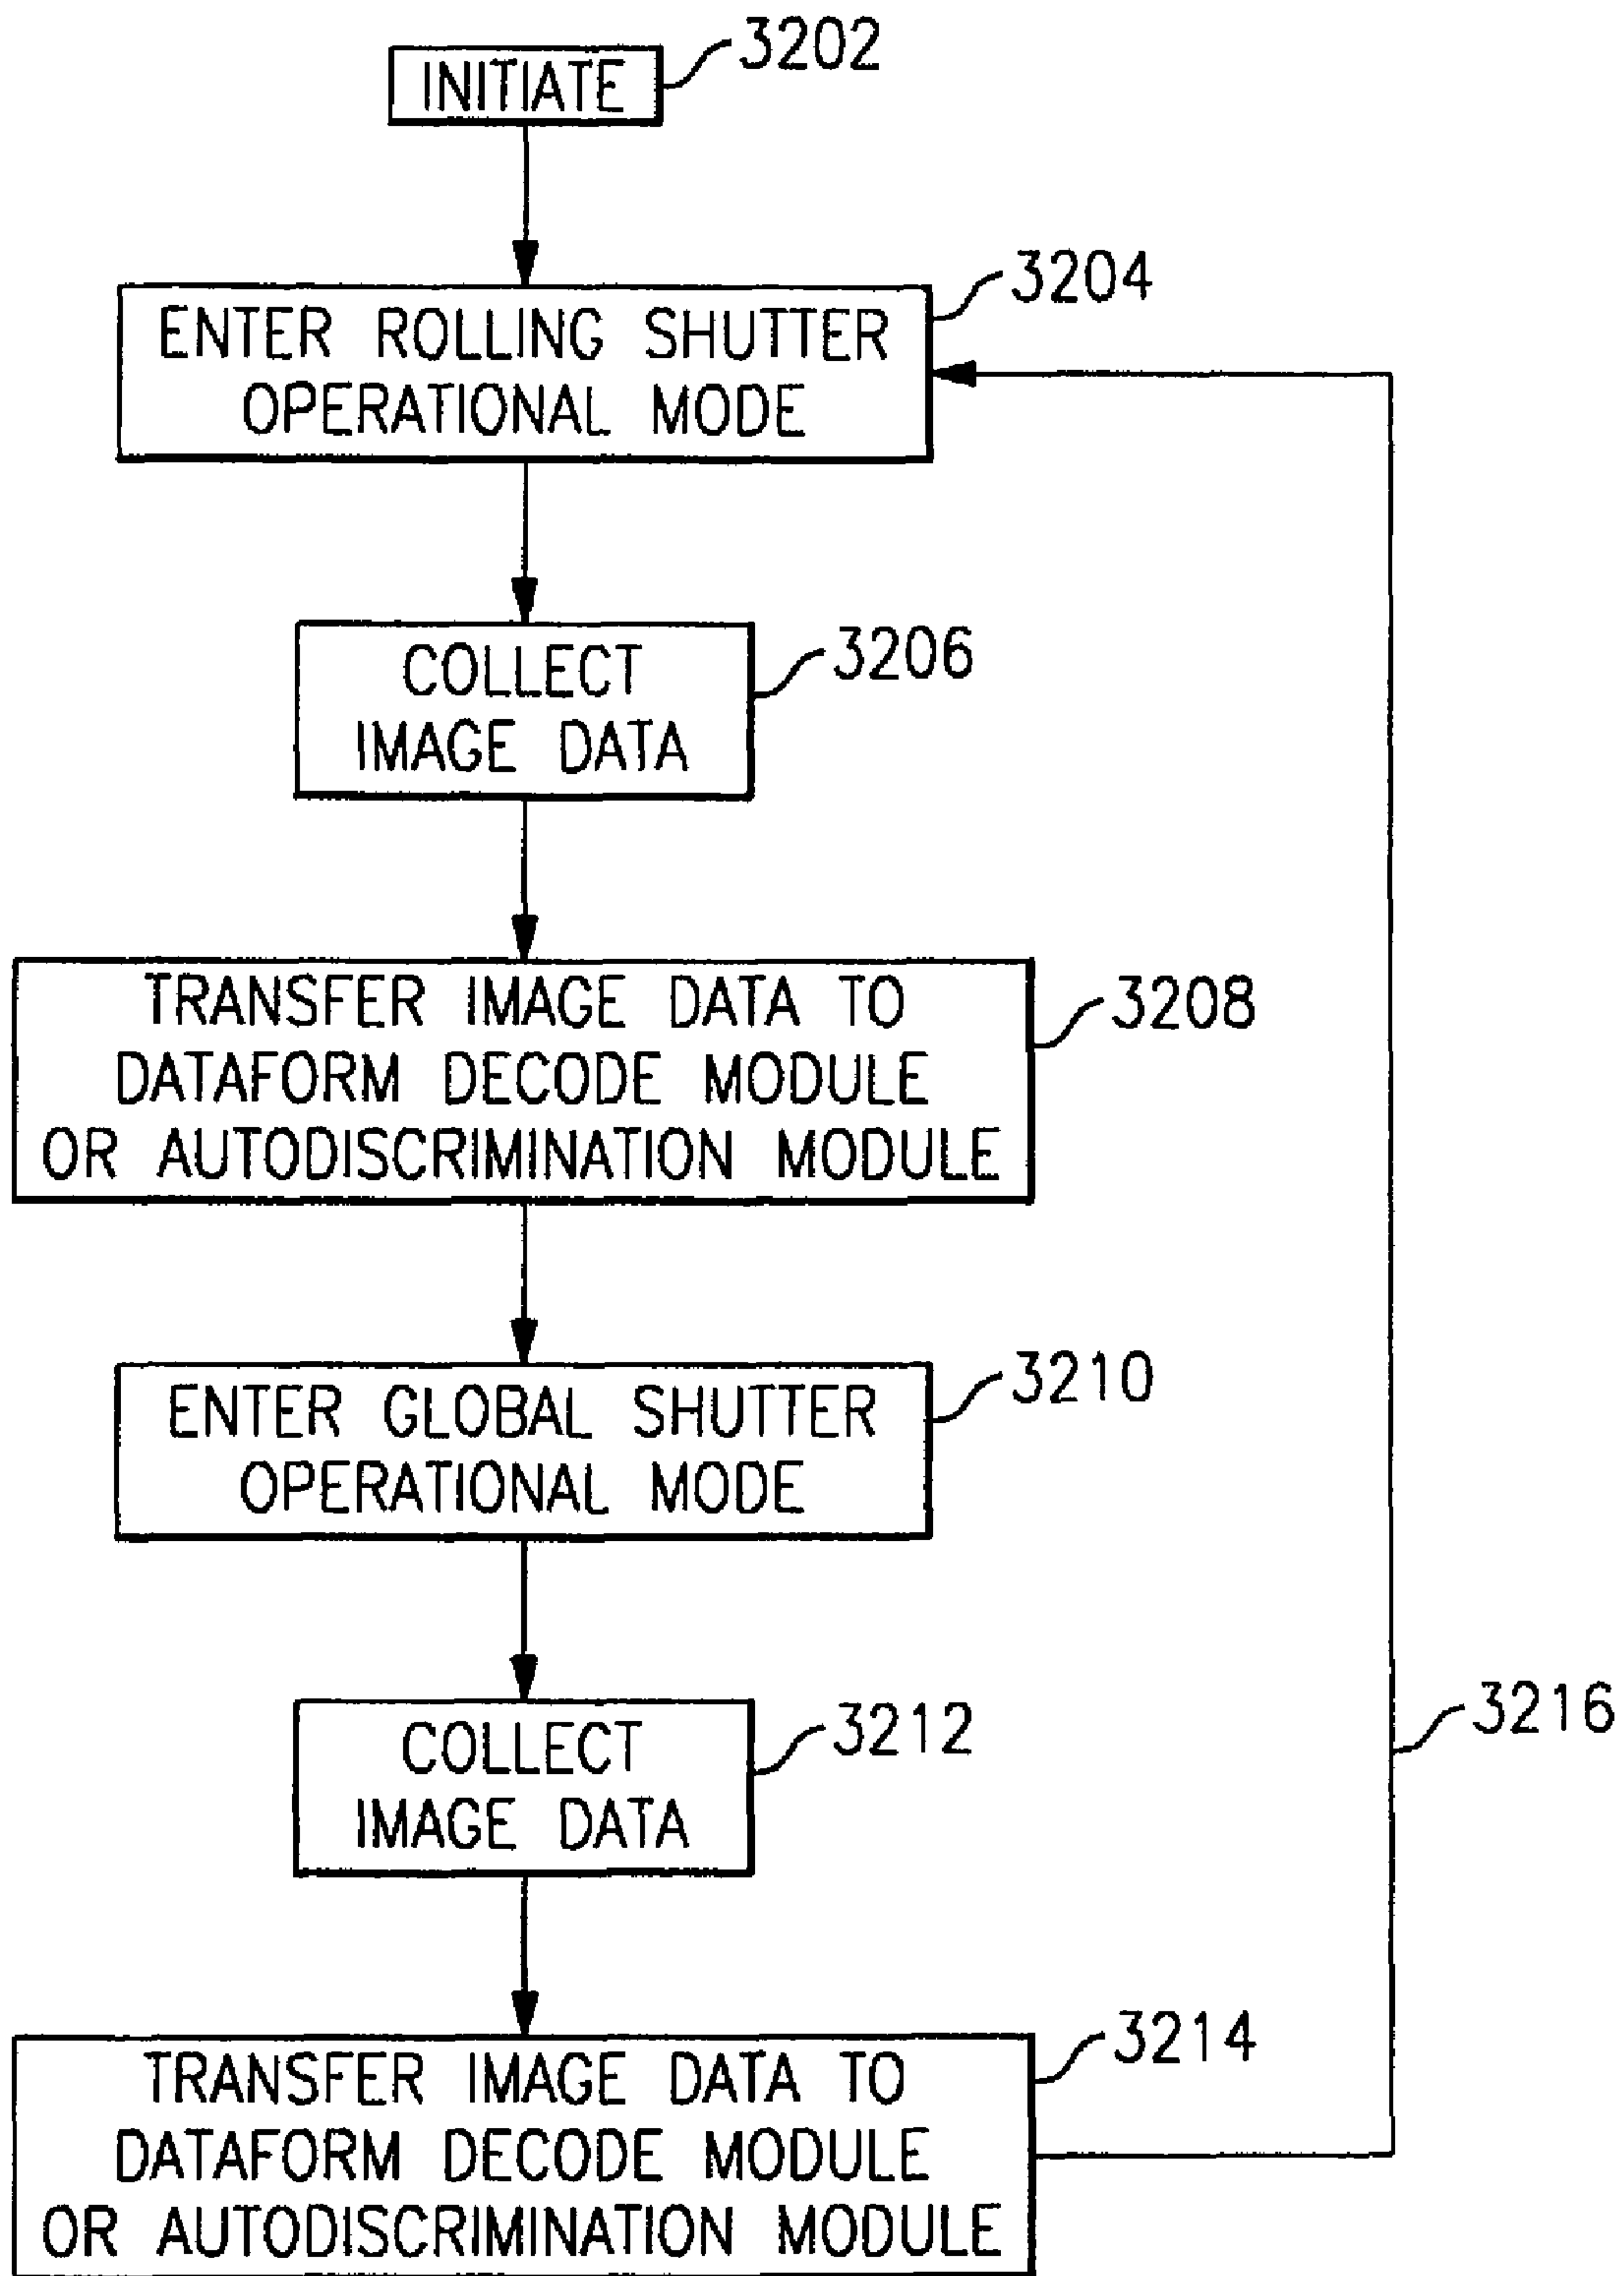 INITIATE
3202
ENTER ROLLING SHUTTER
OPERATIONAL MODE
3204
COLLECT
IMAGE DATA
3206
TRANSFER IMAGE DATA TO
DATAFORM DECODE MODULE
OR AUTODISCRIMINATION MODULE
3208
ENTER GLOBAL SHUTTER
OPERATIONAL MODE
3210
COLLECT
IMAGE DATA
3212
3216
TRANSFER IMAGE DATA TO
DATAFORM DECODE MODULE
OR AUTODISCRIMINATION MODULE
3214